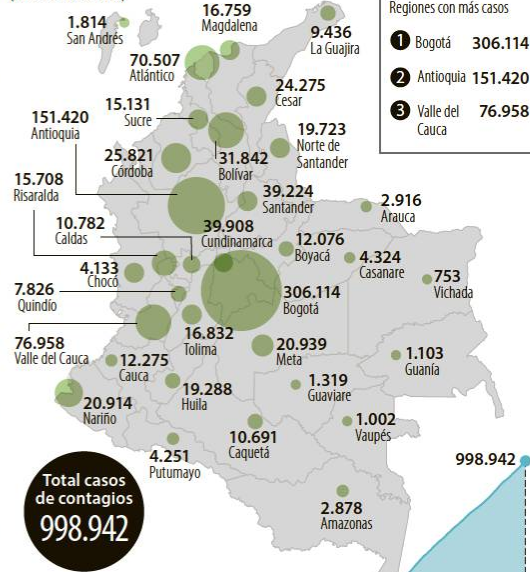 1.814
San Andrés
16.759
Magdalena
9.436
La Guajira
70.507
Atlántico
24.275
Cesar
15.131
Sucre
151.420
Antioquia
19.723
Norte de
Santander
25.821
Córdoba
31.842
Bolívar
15.708
Risaralda
39.224
Santander
2.916
Arauca
10.782
Caldas
39.908
Cundinamarca
12.076
Boyacá
4.324
Casanare
4.133
Chocó
753
Vichada
7.826
Quindío
306.114
Bogotá
76.958
Valle del Cauca
16.832
Tolima
20.939
Meta
1.103
Guanía
12.275
Cauca
19.288
Huila
1.319
Guaviare
20.914
Nariño
10.691
Caquetá
1.002
Vaupés
4.251
Putumayo
2.878
Amazonas
Regiones con más casos
1 Bogotá 306.114
2 Antioquia 151.420
3 Valle del 76.958
Cauca
Total casos
de contagios
998.942
998.942